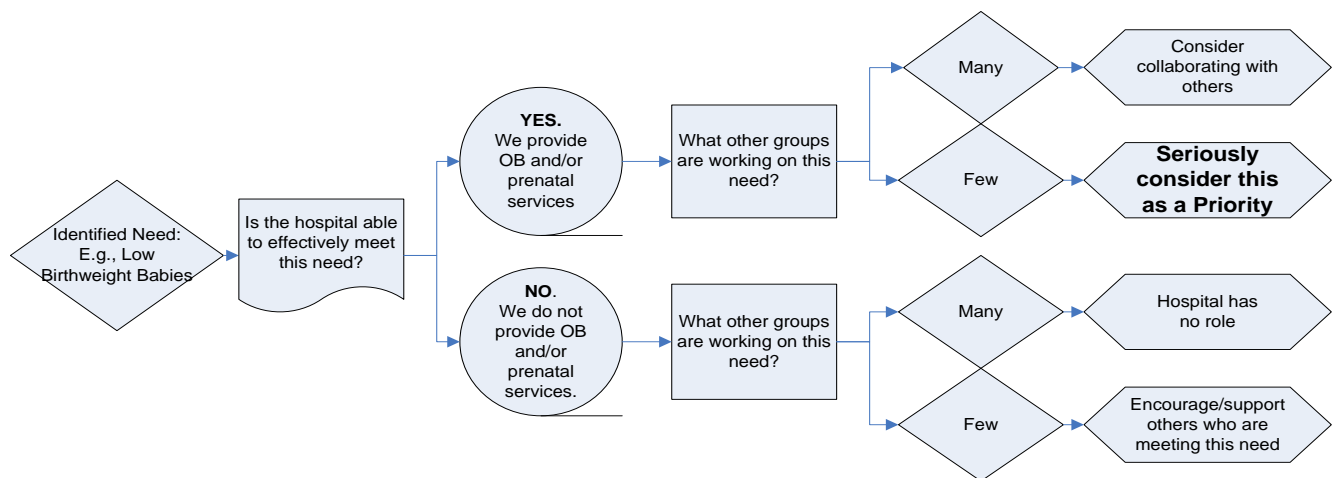 Identified Need:
E.g., Low
Birthweight Babies
Is the hospital able
to effectively meet
this need?
YES.
We provide
OB and/or
prenatal
services
What other groups
are working on this
need?
Many
Consider
collaborating with
others
Few
Seriously
consider this
as a Priority
NO.
We do not
provide OB
and/or
prenatal
services.
What other groups
are working on this
need?
Many
Hospital has
no role
Few
Encourage/support
others who are
meeting this need